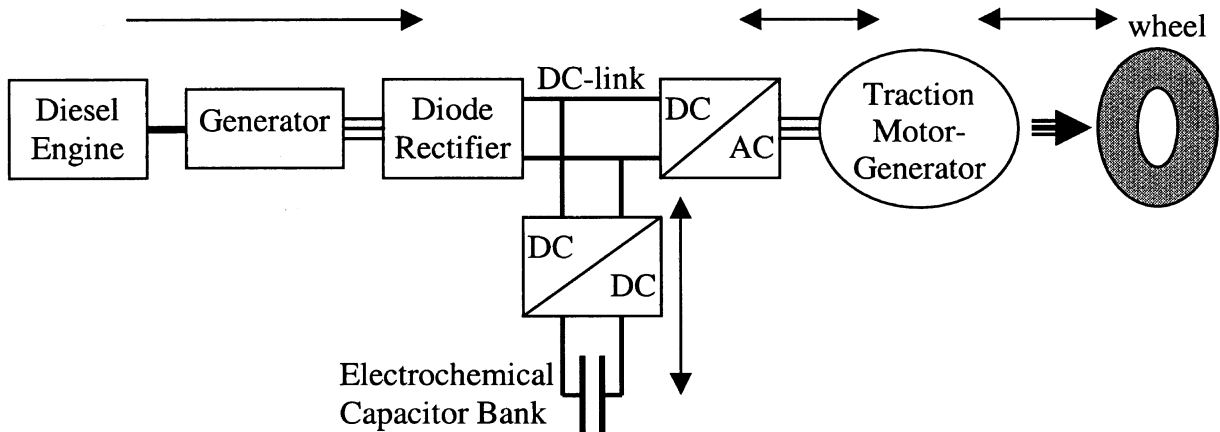 wheel
Diesel
Engine
Generator
Diode
Rectifier
DC-link
DC
AC
Traction
Motor-
Generator
DC
DC
Electrochemical
Capacitor Bank